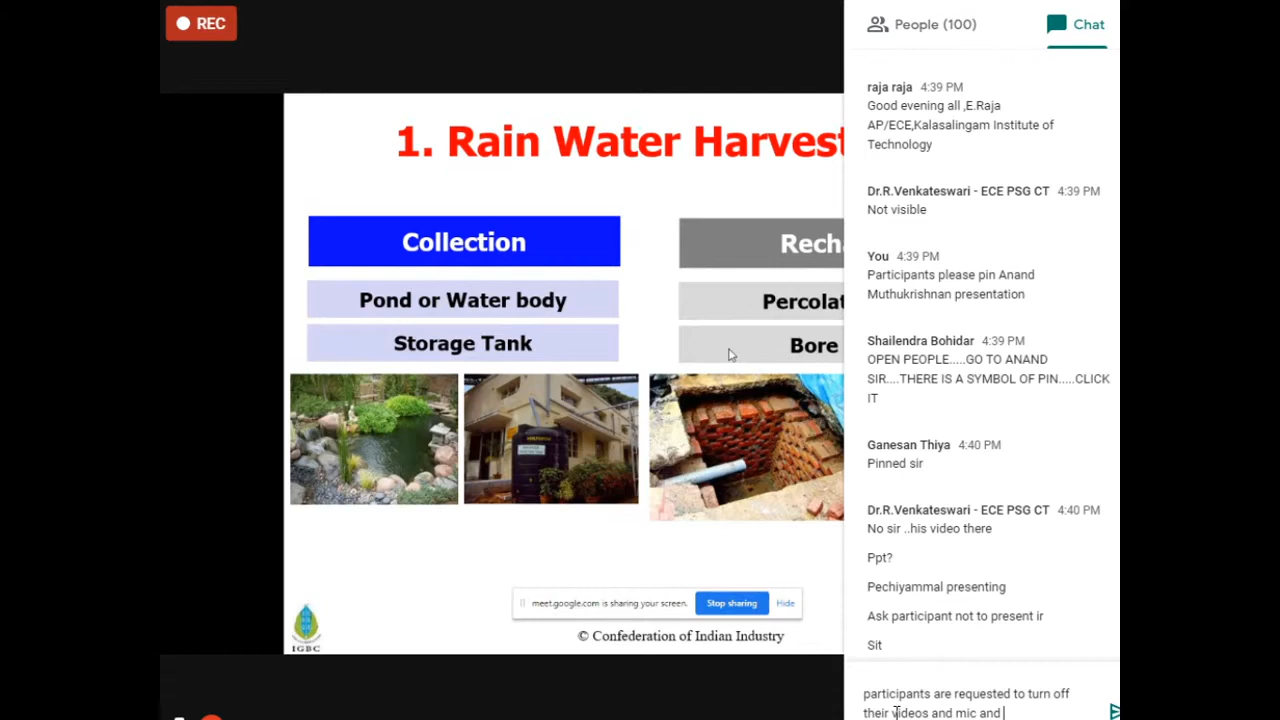 REC
People (100)
Chat
1. Rain Water Harvest
Collection
Pond or Water body
Storage Tank
Recha
Percolat
Bore
meet.google.com is sharing your screen.
Stop sharing
Hide
© Confederation of Indian Industry
IGBC
raja raja 4:39 PM
Good evening all ,E.Raja
AP/ECE,Kalasalingam Institute of
Technology
Dr.R.Venkateswari - ECE PSG CT 4:39 PM
Not visible
You 4:39 PM
Participants please pin Anand
Muthukrishnan presentation
Shailendra Bohidar 4:39 PM
OPEN PEOPLE.....GO TO ANAND
SIR....THERE IS A SYMBOL OF PIN.....CLICK
IT
Ganesan Thiya 4:40 PM
Pinned sir
Dr.R.Venkateswari - ECE PSG CT 4:40 PM
No sir ..his video there
Ppt?
Pechiyammal presenting
Ask participant not to present ir
Sit
participants are requested to turn off
their videos and mic and